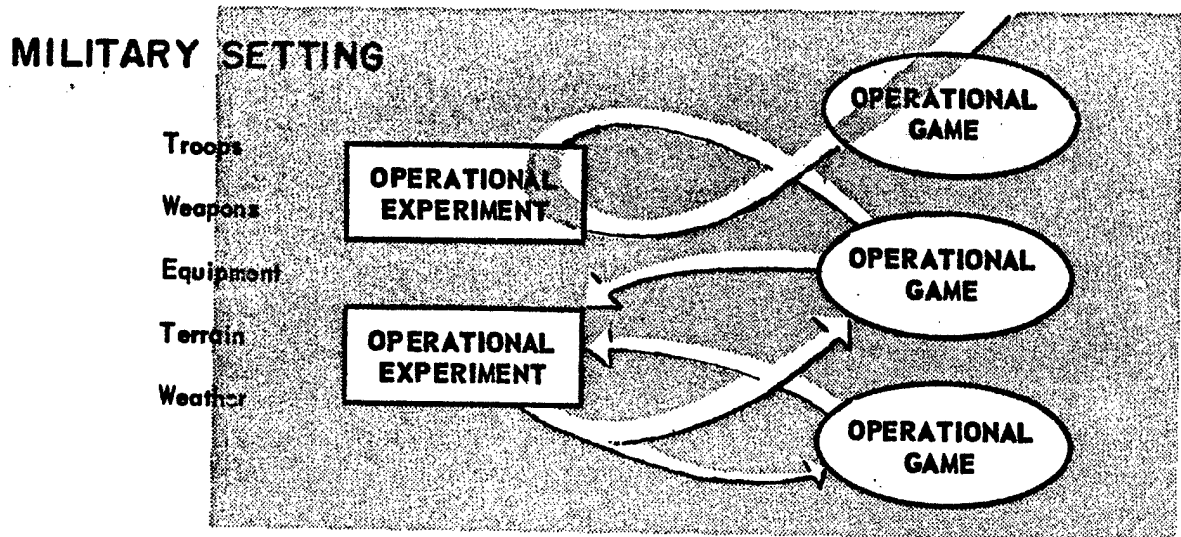 MILITARY SETTING
Troops
Weapons
Equipment
Terrain
Weather
OPERATIONAL
EXPERIMENT
OPERATIONAL
EXPERIMENT
OPERATIONAL
GAME
OPERATIONAL
GAME
OPERATIONAL
GAME